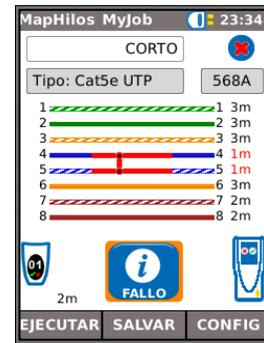 MapHilos MyJob 23:34
CORTO
Tipo: Cat5e UTP 568A
1 1 3m
2 2 3m
3 3 3m
4 4 1m
5 5 1m
6 6 3m
7 7 2m
8 8 2m
01
2m
i
FALLO
EJECUTAR SALVAR CONFIG